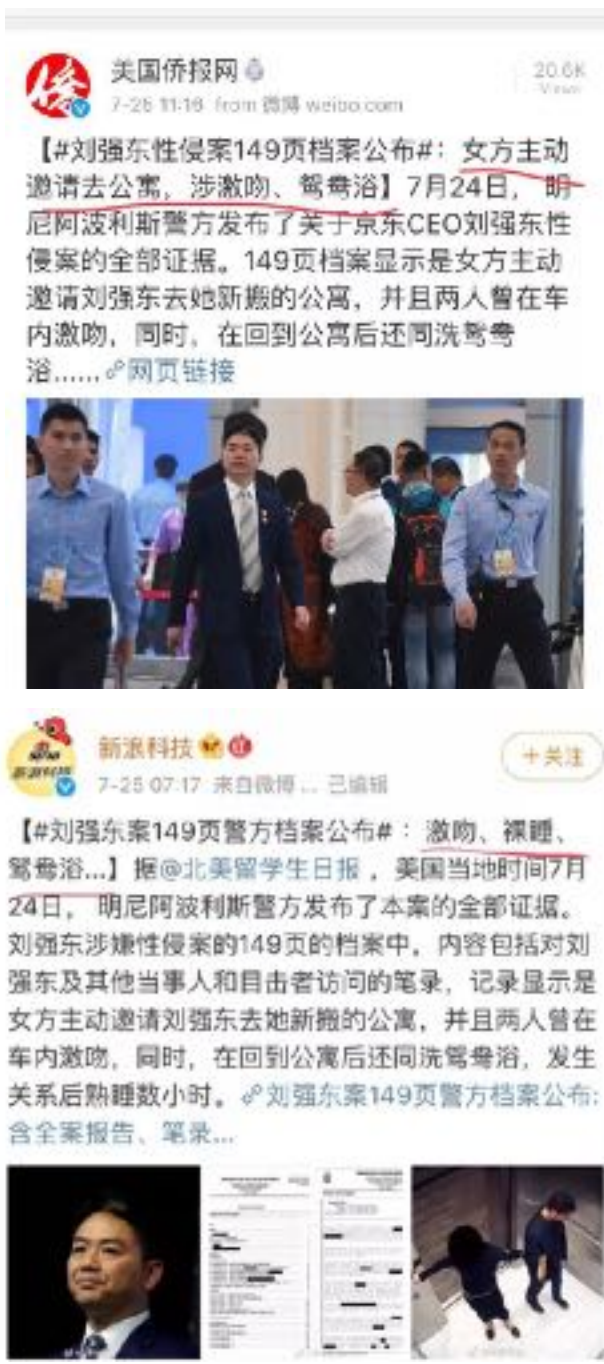 美国侨报网
20.6K
Views
7-25 11:16 from 微博 weibo.com
【#刘强东性侵案149页档案公布#：女方主动
邀请去公寓，涉激吻、鸳鸯浴】7月24日，明
尼阿波利斯警方发布了关于京东CEO刘强东性
侵案的全部证据。149页档案显示是女方主动
邀请刘强东去她新搬的公寓，并且两人曾在车
内激吻，同时，在回到公寓后还同洗鸳鸯
浴......网页链接
新浪科技
+关注
7-25 07:17 来自微博 ... 已编辑
【#刘强东案149页警方档案公布#：激吻、裸睡、
鸳鸯浴...】据@北美留学生日报，美国当地时间7月
24日，明尼阿波利斯警方发布了本案的全部证据。
刘强东涉嫌性侵案的149页的档案中，内容包括对刘
强东及其他当事人和目击者访问的笔录，记录显示是
女方主动邀请刘强东去她新搬的公寓，并且两人曾在
车内激吻，同时，在回到公寓后还同洗鸳鸯浴，发生
关系后熟睡数小时。刘强东案149页警方档案公布:
含全案报告、笔录...